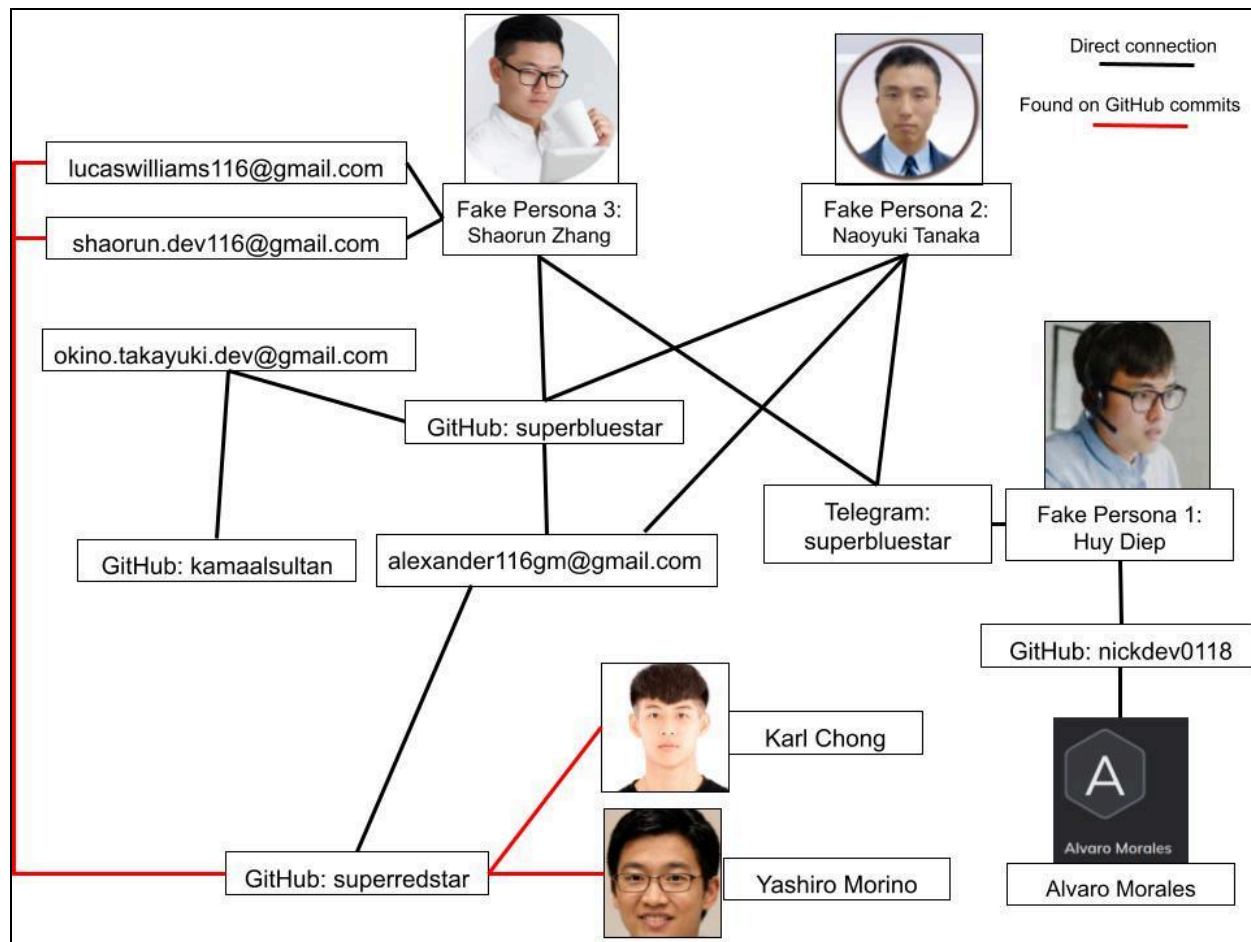 Direct connection
Found on GitHub commits
lucaswilliams116@gmail.com
shaorun.dev116@gmail.com
Fake Persona 3:
Shaorun Zhang
Fake Persona 2:
Naoyuki Tanaka
okino.takayuki.dev@gmail.com
GitHub: superbluestar
Telegram:
superbluestar
Fake Persona 1:
Huy Diep
GitHub: kamaalsultan
alexander116gm@gmail.com
GitHub: nickdev0118
Karl Chong
A
Alvaro Morales
Alvaro Morales
GitHub: superredstar
Yashiro Morino